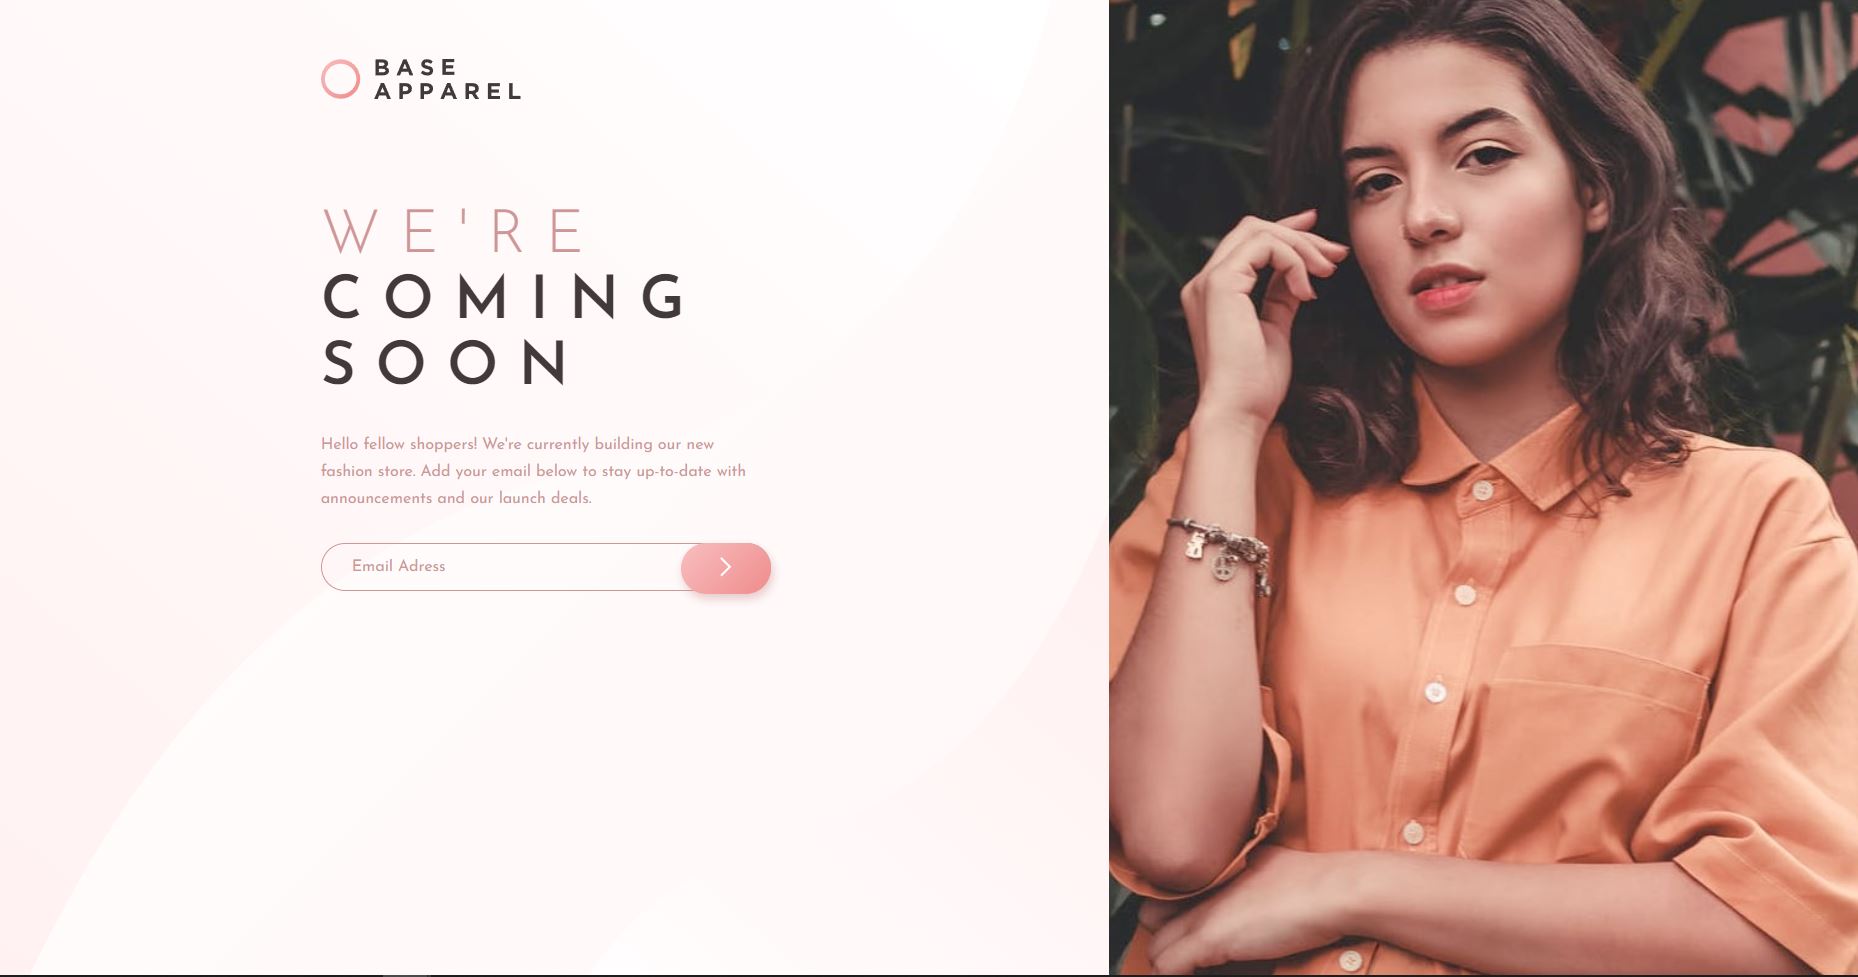 BASE
APPAREL
WE'RE
COMING
SOON
Hello fellow shoppers! We're currently building our new
fashion store. Add your email below to stay up-to-date with
announcements and our launch deals.
Email Adress